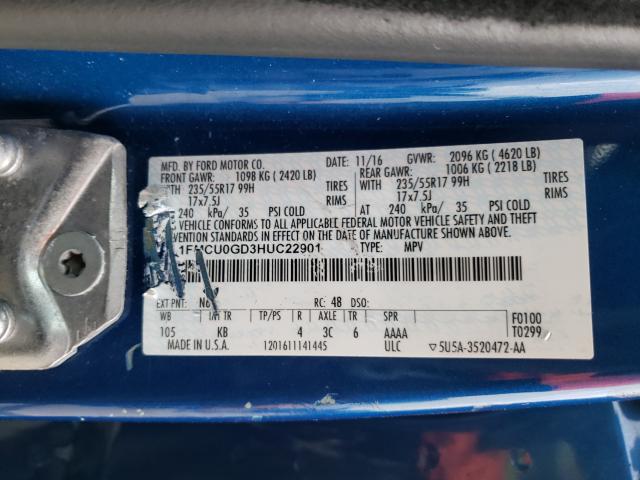 MFD. BY FORD MOTOR CO. DATE: 11/16 GVWR: 2096 KG ( 4620 LB)
FRONT GAWR: 1098 KG ( 2420 LB) REAR GAWR: 1006 KG ( 2218 LB)
WITH 235/55R17 99H TIRES WITH 235/55R17 99H TIRES
17x7.5J RIMS 17x7.5J RIMS
AT 240 kPa/ 35 PSI COLD AT 240 kPa/ 35 PSI COLD
VEHICLE CONFORMS TO ALL APPLICABLE FEDERAL MOTOR VEHICLE SAFETY AND THEFT
PREVENTION STANDARDS IN EFFECT ON THE DATE OF MANUFACTURE SHOWN ABOVE.
1FMCU0GD3HUC22901 TYPE: MPV
EXT PNT: RC: 48 DSO:
WB INT TR TP/PS R AX TR SPR F0100
105 KB 4 3C 6 AAAA T0299
MADE IN U.S.A. 1201611141445 ULC ▽5U5A-3520472-AA